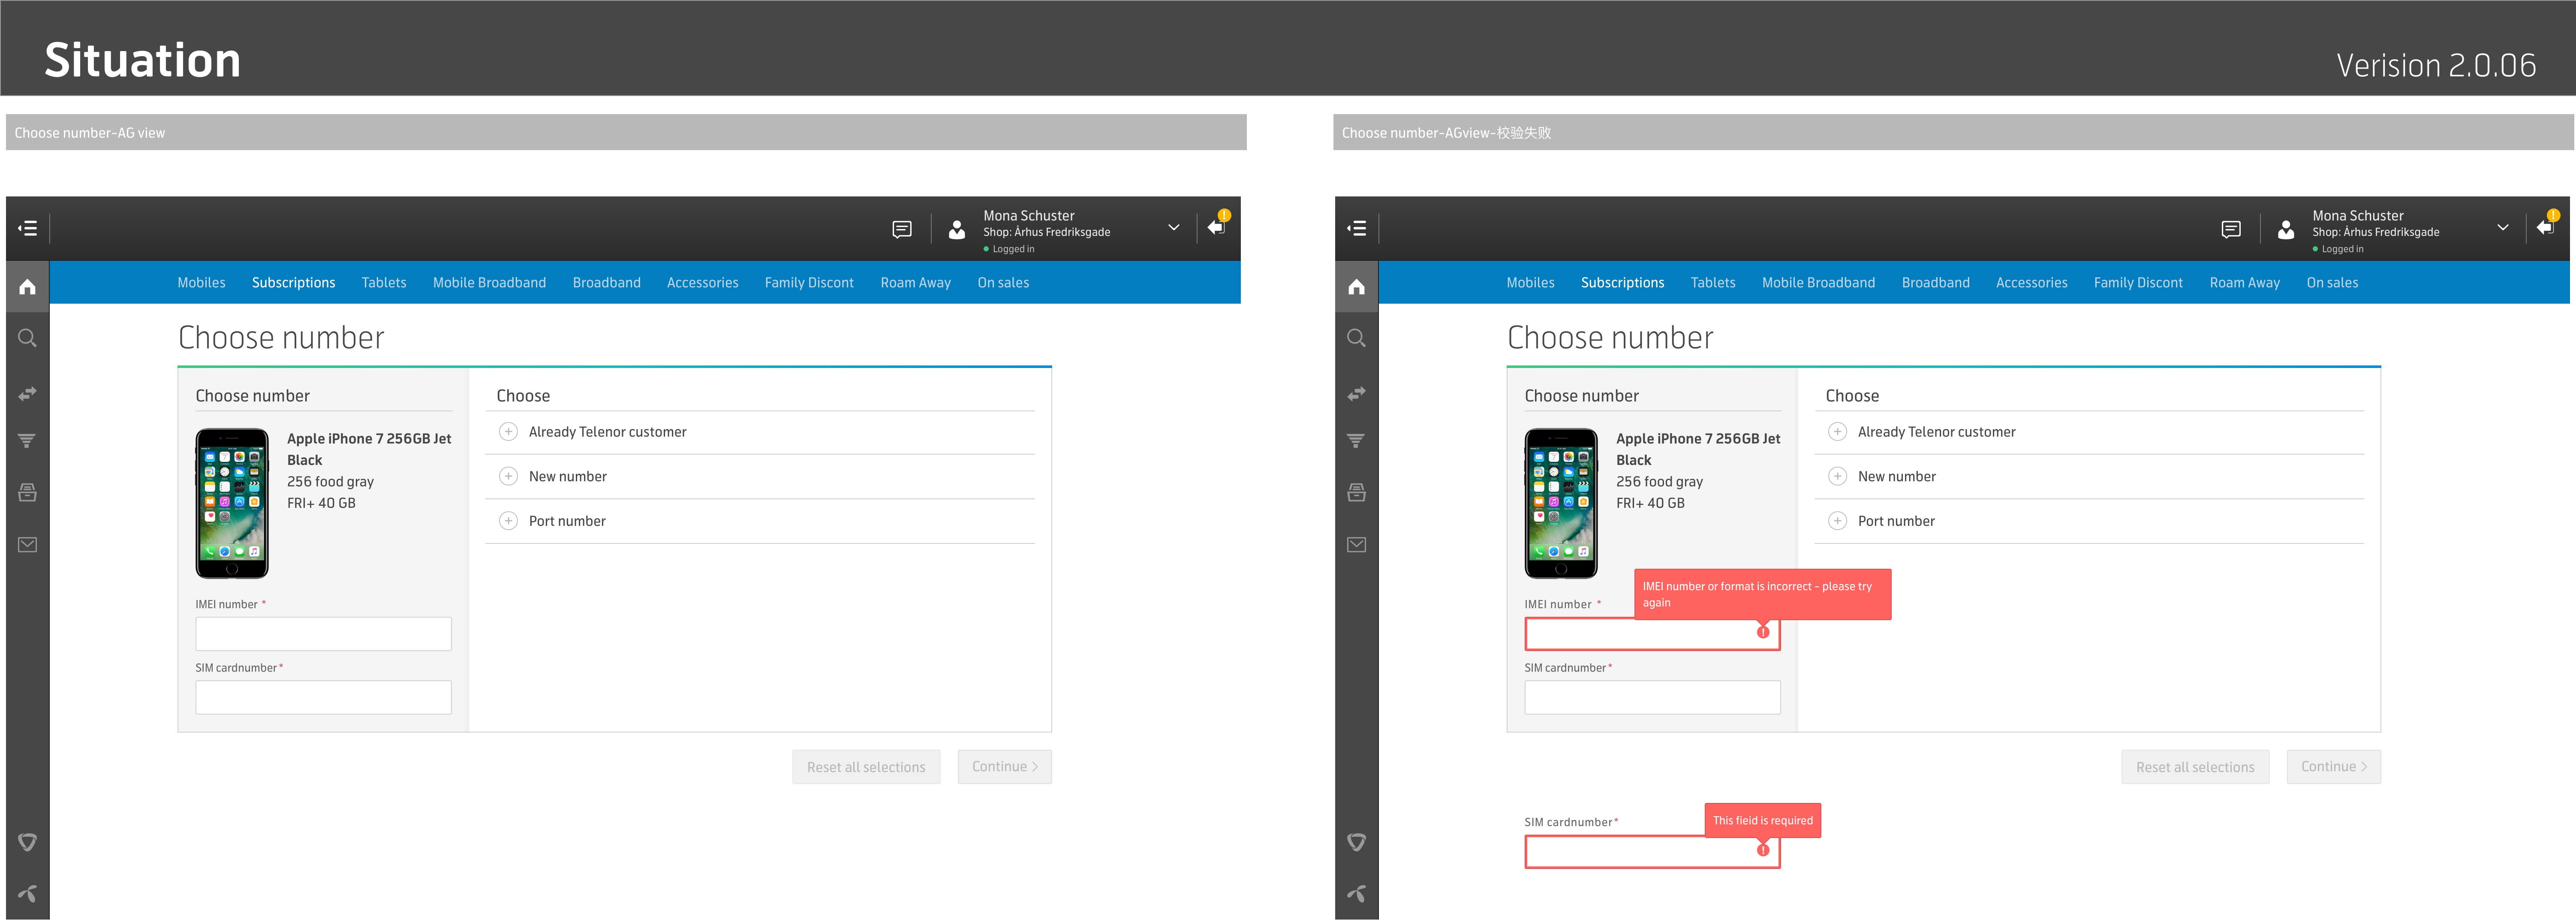 Situation
Verision 2.0.06
Choose number-AG view
Mona Schuster
Shop: Århus Fredriksgade
Logged in
Mobiles Subscriptions Tablets Mobile Broadband Broadband Accessories Family Discont Roam Away On sales
Choose number
Choose number
Apple iPhone 7 256GB Jet
Black
256 food gray
FRI+ 40 GB
IMEI number *
SIM cardnumber *
Choose
Already Telenor customer
New number
Port number
Reset all selections
Continue >
Choose number-AGview-校验失败
Mona Schuster
Shop: Århus Fredriksgade
Logged in
Mobiles Subscriptions Tablets Mobile Broadband Broadband Accessories Family Discont Roam Away On sales
Choose number
Choose number
Apple iPhone 7 256GB Jet
Black
256 food gray
FRI+ 40 GB
IMEI number or format is incorrect - please try
again
IMEI number *
SIM cardnumber *
Choose
Already Telenor customer
New number
Port number
Reset all selections
Continue >
SIM cardnumber *
This fieid is required